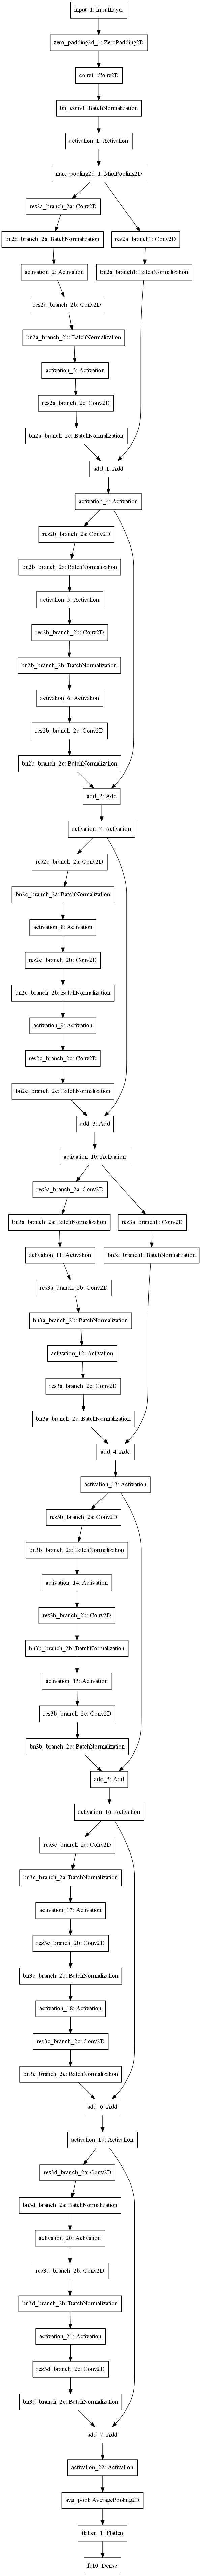 input_1: InputLayer
zero_padding2d_1: ZeroPadding2D
conv1: Conv2D
bn_conv1: BatchNormalization
activation_1: Activation
max_pooling2d_1: MaxPooling2D
res2a_branch_2a: Conv2D
bn2a_branch_2a: BatchNormalization
res2a_branch1: Conv2D
activation_2: Activation
bn2a_branch1: BatchNormalization
res2a_branch_2b: Conv2D
bn2a_branch_2b: BatchNormalization
activation_3: Activation
res2a_branch_2c: Conv2D
bn2a_branch_2c: BatchNormalization
add_1: Add
activation_4: Activation
res2b_branch_2a: Conv2D
bn2b_branch_2a: BatchNormalization
activation_5: Activation
res2b_branch_2b: Conv2D
bn2b_branch_2b: BatchNormalization
activation_6: Activation
res2b_branch_2c: Conv2D
bn2b_branch_2c: BatchNormalization
add_2: Add
activation_7: Activation
res2c_branch_2a: Conv2D
bn2c_branch_2a: BatchNormalization
activation_8: Activation
res2c_branch_2b: Conv2D
bn2c_branch_2b: BatchNormalization
activation_9: Activation
res2c_branch_2c: Conv2D
bn2c_branch_2c: BatchNormalization
add_3: Add
activation_10: Activation
res3a_branch_2a: Conv2D
bn3a_branch_2a: BatchNormalization
res3a_branch1: Conv2D
activation_11: Activation
bn3a_branch1: BatchNormalization
res3a_branch_2b: Conv2D
bn3a_branch_2b: BatchNormalization
activation_12: Activation
res3a_branch_2c: Conv2D
bn3a_branch_2c: BatchNormalization
add_4: Add
activation_13: Activation
res3b_branch_2a: Conv2D
bn3b_branch_2a: BatchNormalization
activation_14: Activation
res3b_branch_2b: Conv2D
bn3b_branch_2b: BatchNormalization
activation_15: Activation
res3b_branch_2c: Conv2D
bn3b_branch_2c: BatchNormalization
add_5: Add
activation_16: Activation
res3c_branch_2a: Conv2D
bn3c_branch_2a: BatchNormalization
activation_17: Activation
res3c_branch_2b: Conv2D
bn3c_branch_2b: BatchNormalization
activation_18: Activation
res3c_branch_2c: Conv2D
bn3c_branch_2c: BatchNormalization
add_6: Add
activation_19: Activation
res3d_branch_2a: Conv2D
bn3d_branch_2a: BatchNormalization
activation_20: Activation
res3d_branch_2b: Conv2D
bn3d_branch_2b: BatchNormalization
activation_21: Activation
res3d_branch_2c: Conv2D
bn3d_branch_2c: BatchNormalization
add_7: Add
activation_22: Activation
avg_pool: AveragePooling2D
flatten_1: Flatten
fc10: Dense